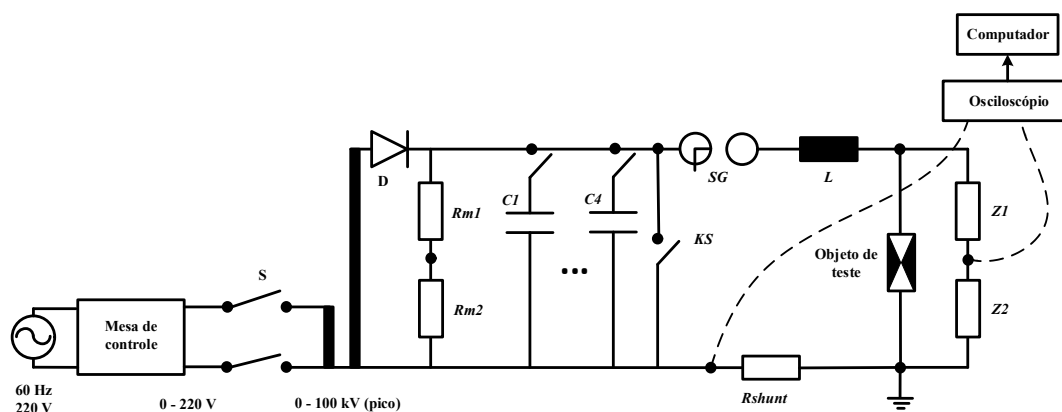 Computador
Osciloscópio
D
Rm1
Rm2
C1
C4
KS
SG
L
Objeto de
teste
Z1
Z2
S
Mesa de
controle
60 Hz
220 V
0 - 220 V
0 - 100 kV (pico)
Rshunt